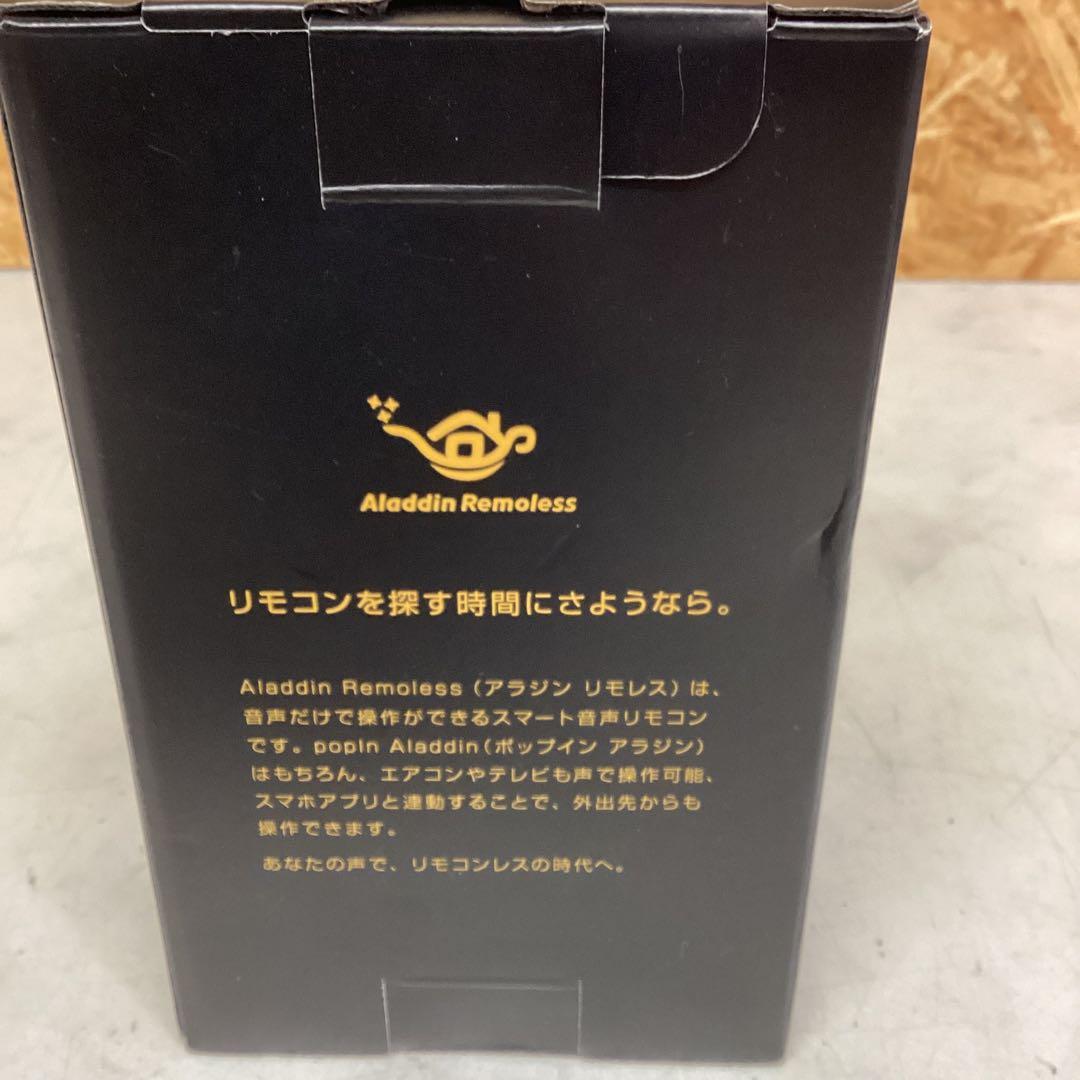 Aladdin Remoless
リモコンを探す時間にさようなら。
Aladdin Remoless（アラジン リモレス）は、
音声だけで操作ができるスマート音声リモコン
です。popIn Aladdin（ポップイン アラジン）
はもちろん、エアコンやテレビも声で操作可能、
スマホアプリと連動することで、外出先からも
操作できます。
あなたの声で、リモコンレスの時代へ。